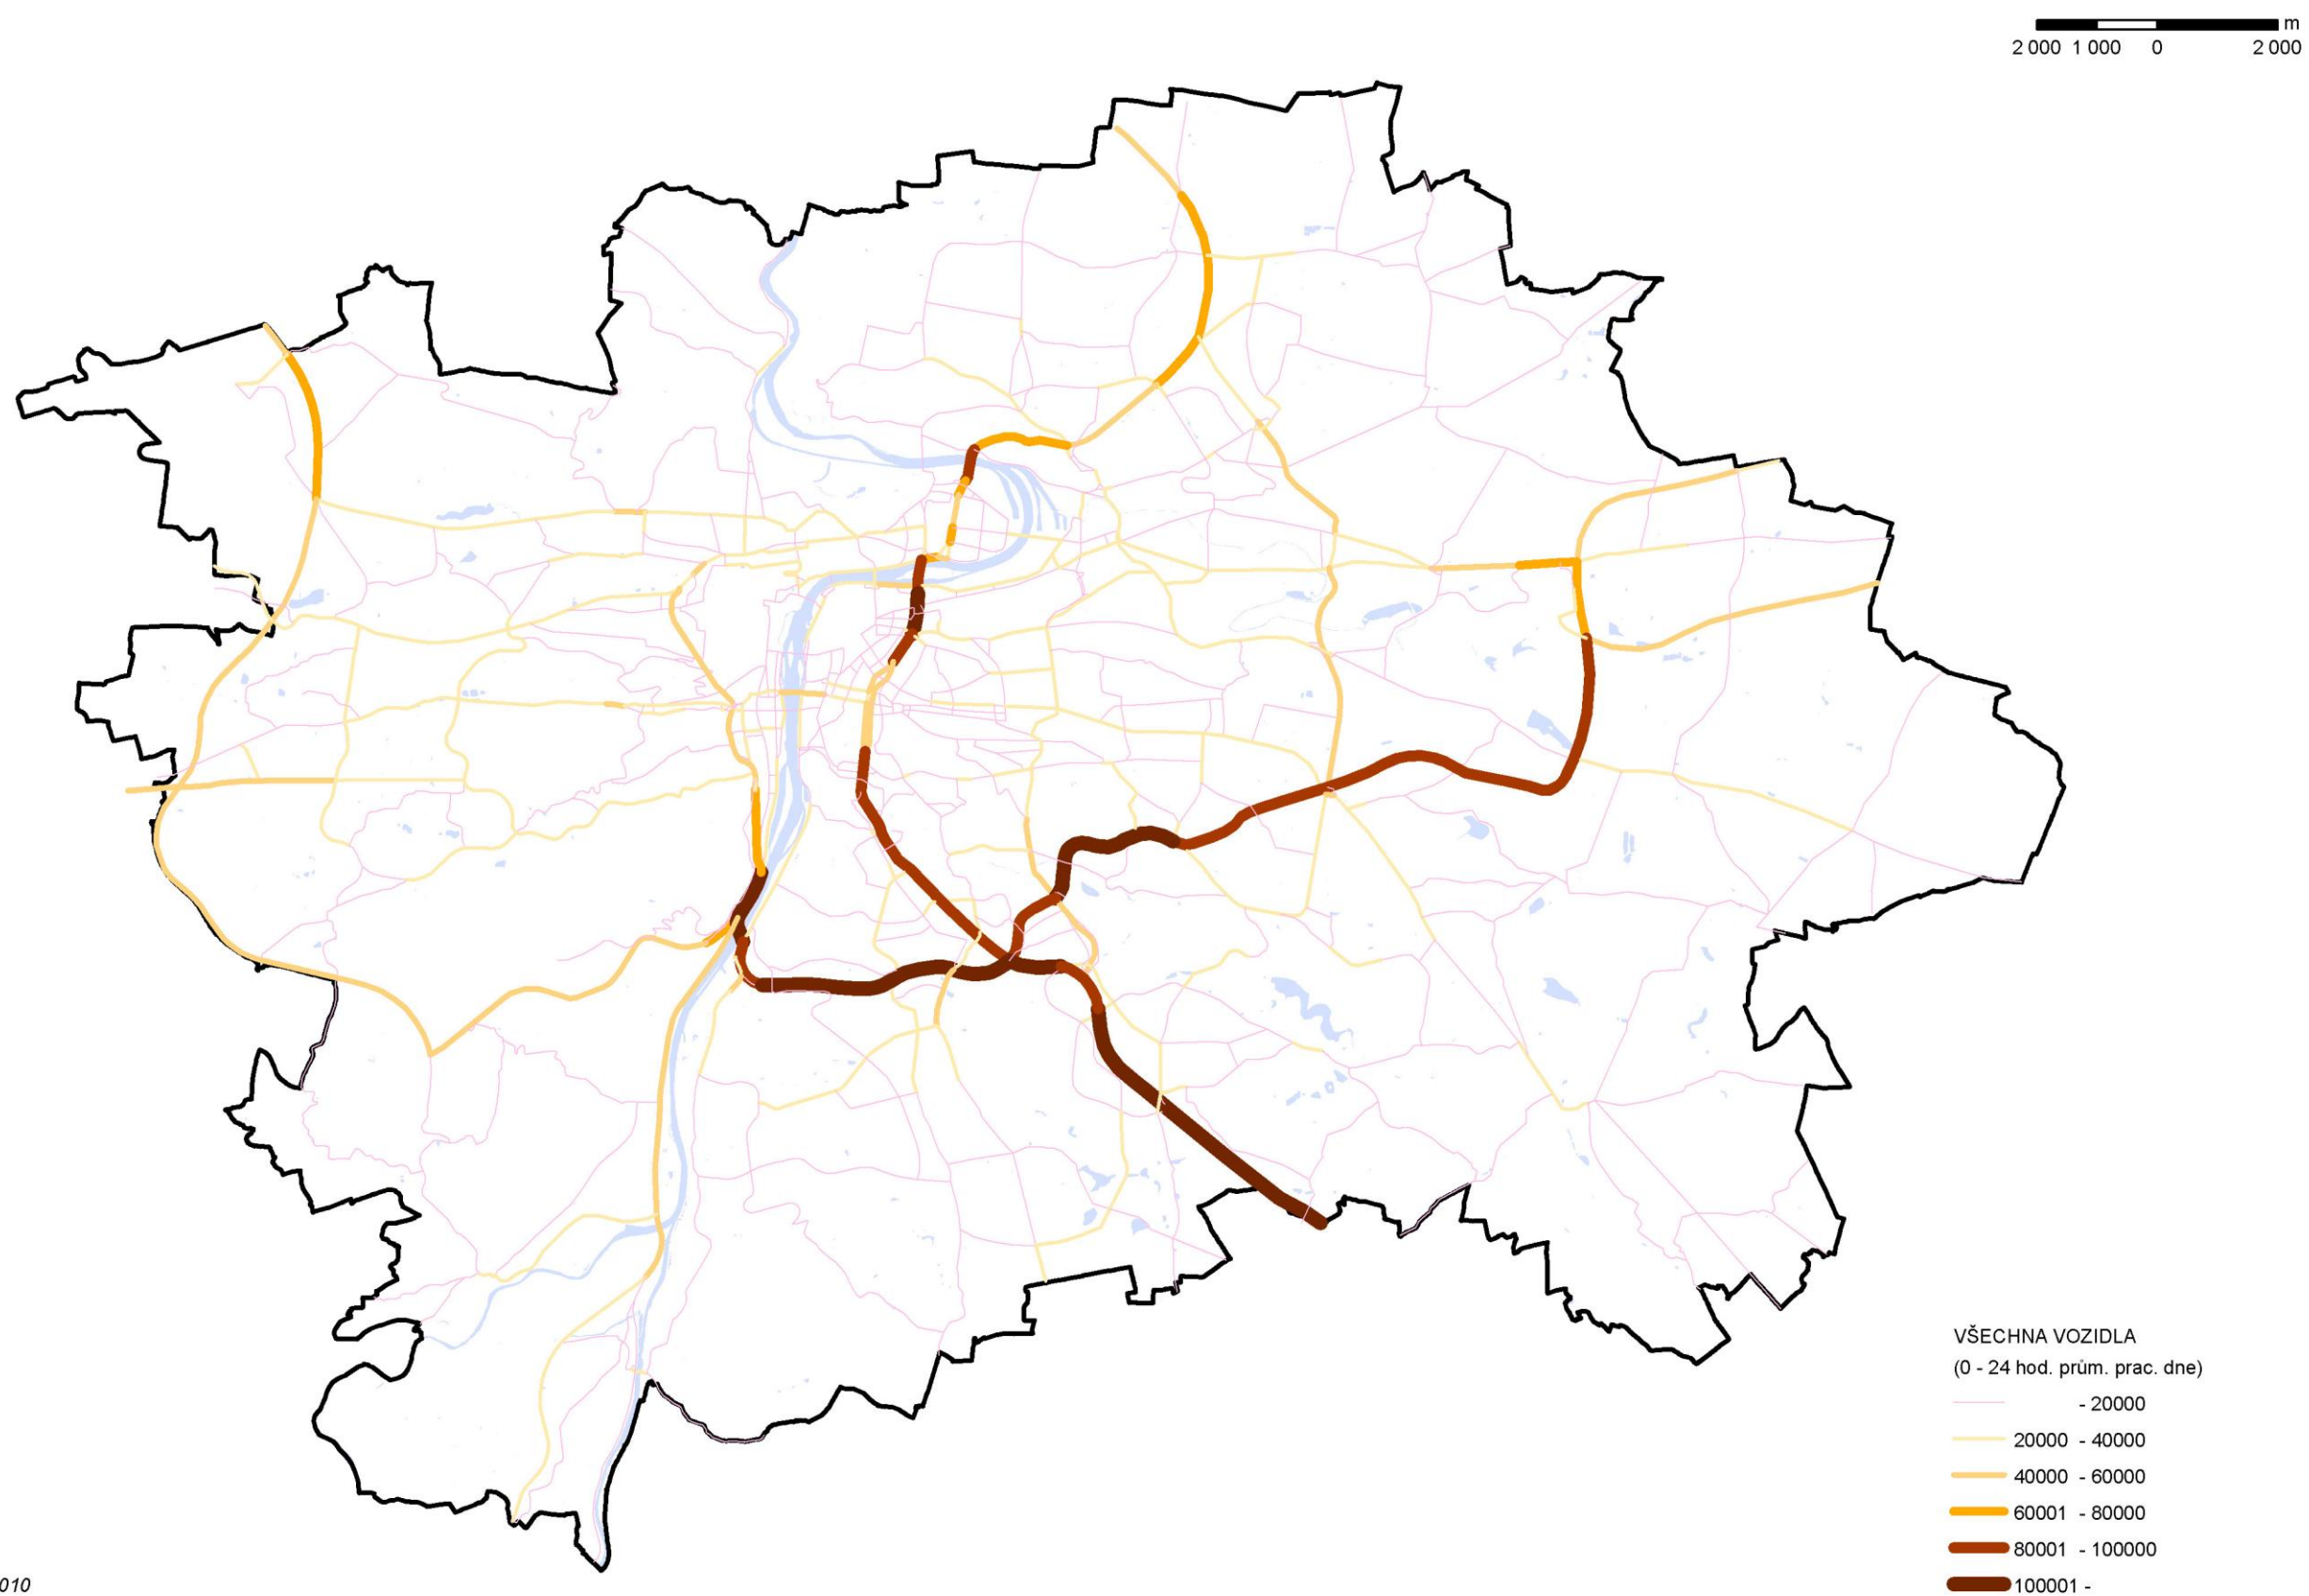 m
2 000 1 000 0 2 000
VŠECHNA VOZIDLA
(0 - 24 hod. prům. prac. dne)
- 20000
20000 - 40000
40000 - 60000
60001 - 80000
80001 - 100000
100001 -
010